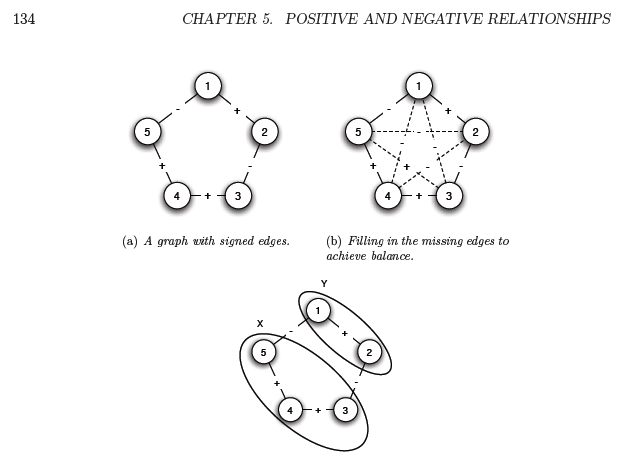 134 CHAPTER 5. POSITIVE AND NEGATIVE RELATIONSHIPS
1
- +
5 2
+ -
4 + 3
1
- +
5 - 2
- -
+ + - -
4 + 3
(a) A graph with signed edges.
(b) Filling in the missing edges to
achieve balance.
Y
1
X
- +
5 2
+ -
4 + 3